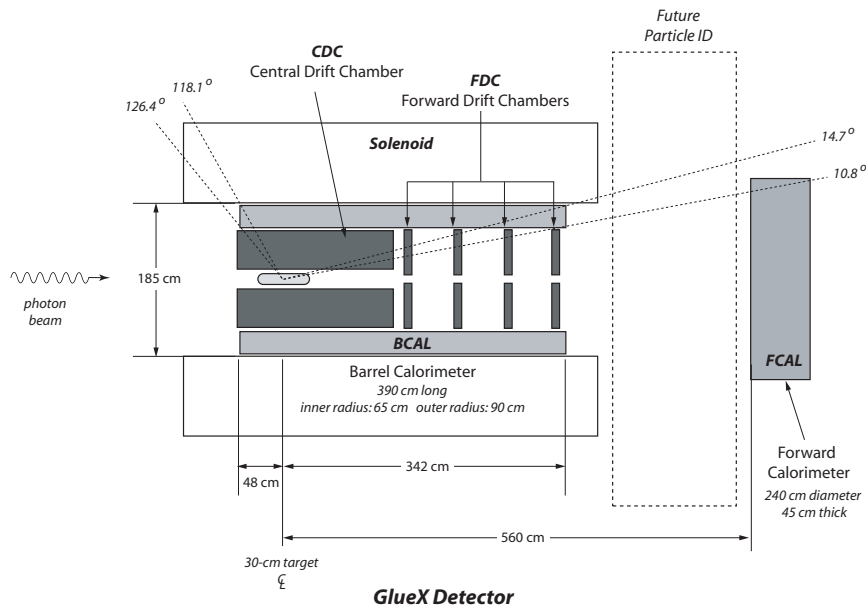 Future
Particle ID
CDC
Central Drift Chamber
FDC
Forward Drift Chambers
118.1 o
126.4 o
Solenoid
14.7 o
10.8 o
185 cm
photon
beam
BCAL
FCAL
Barrel Calorimeter
390 cm long
inner radius: 65 cm outer radius: 90 cm
Forward
Calorimeter
240 cm diameter
45 cm thick
342 cm
48 cm
560 cm
30-cm target
℄
GlueX Detector